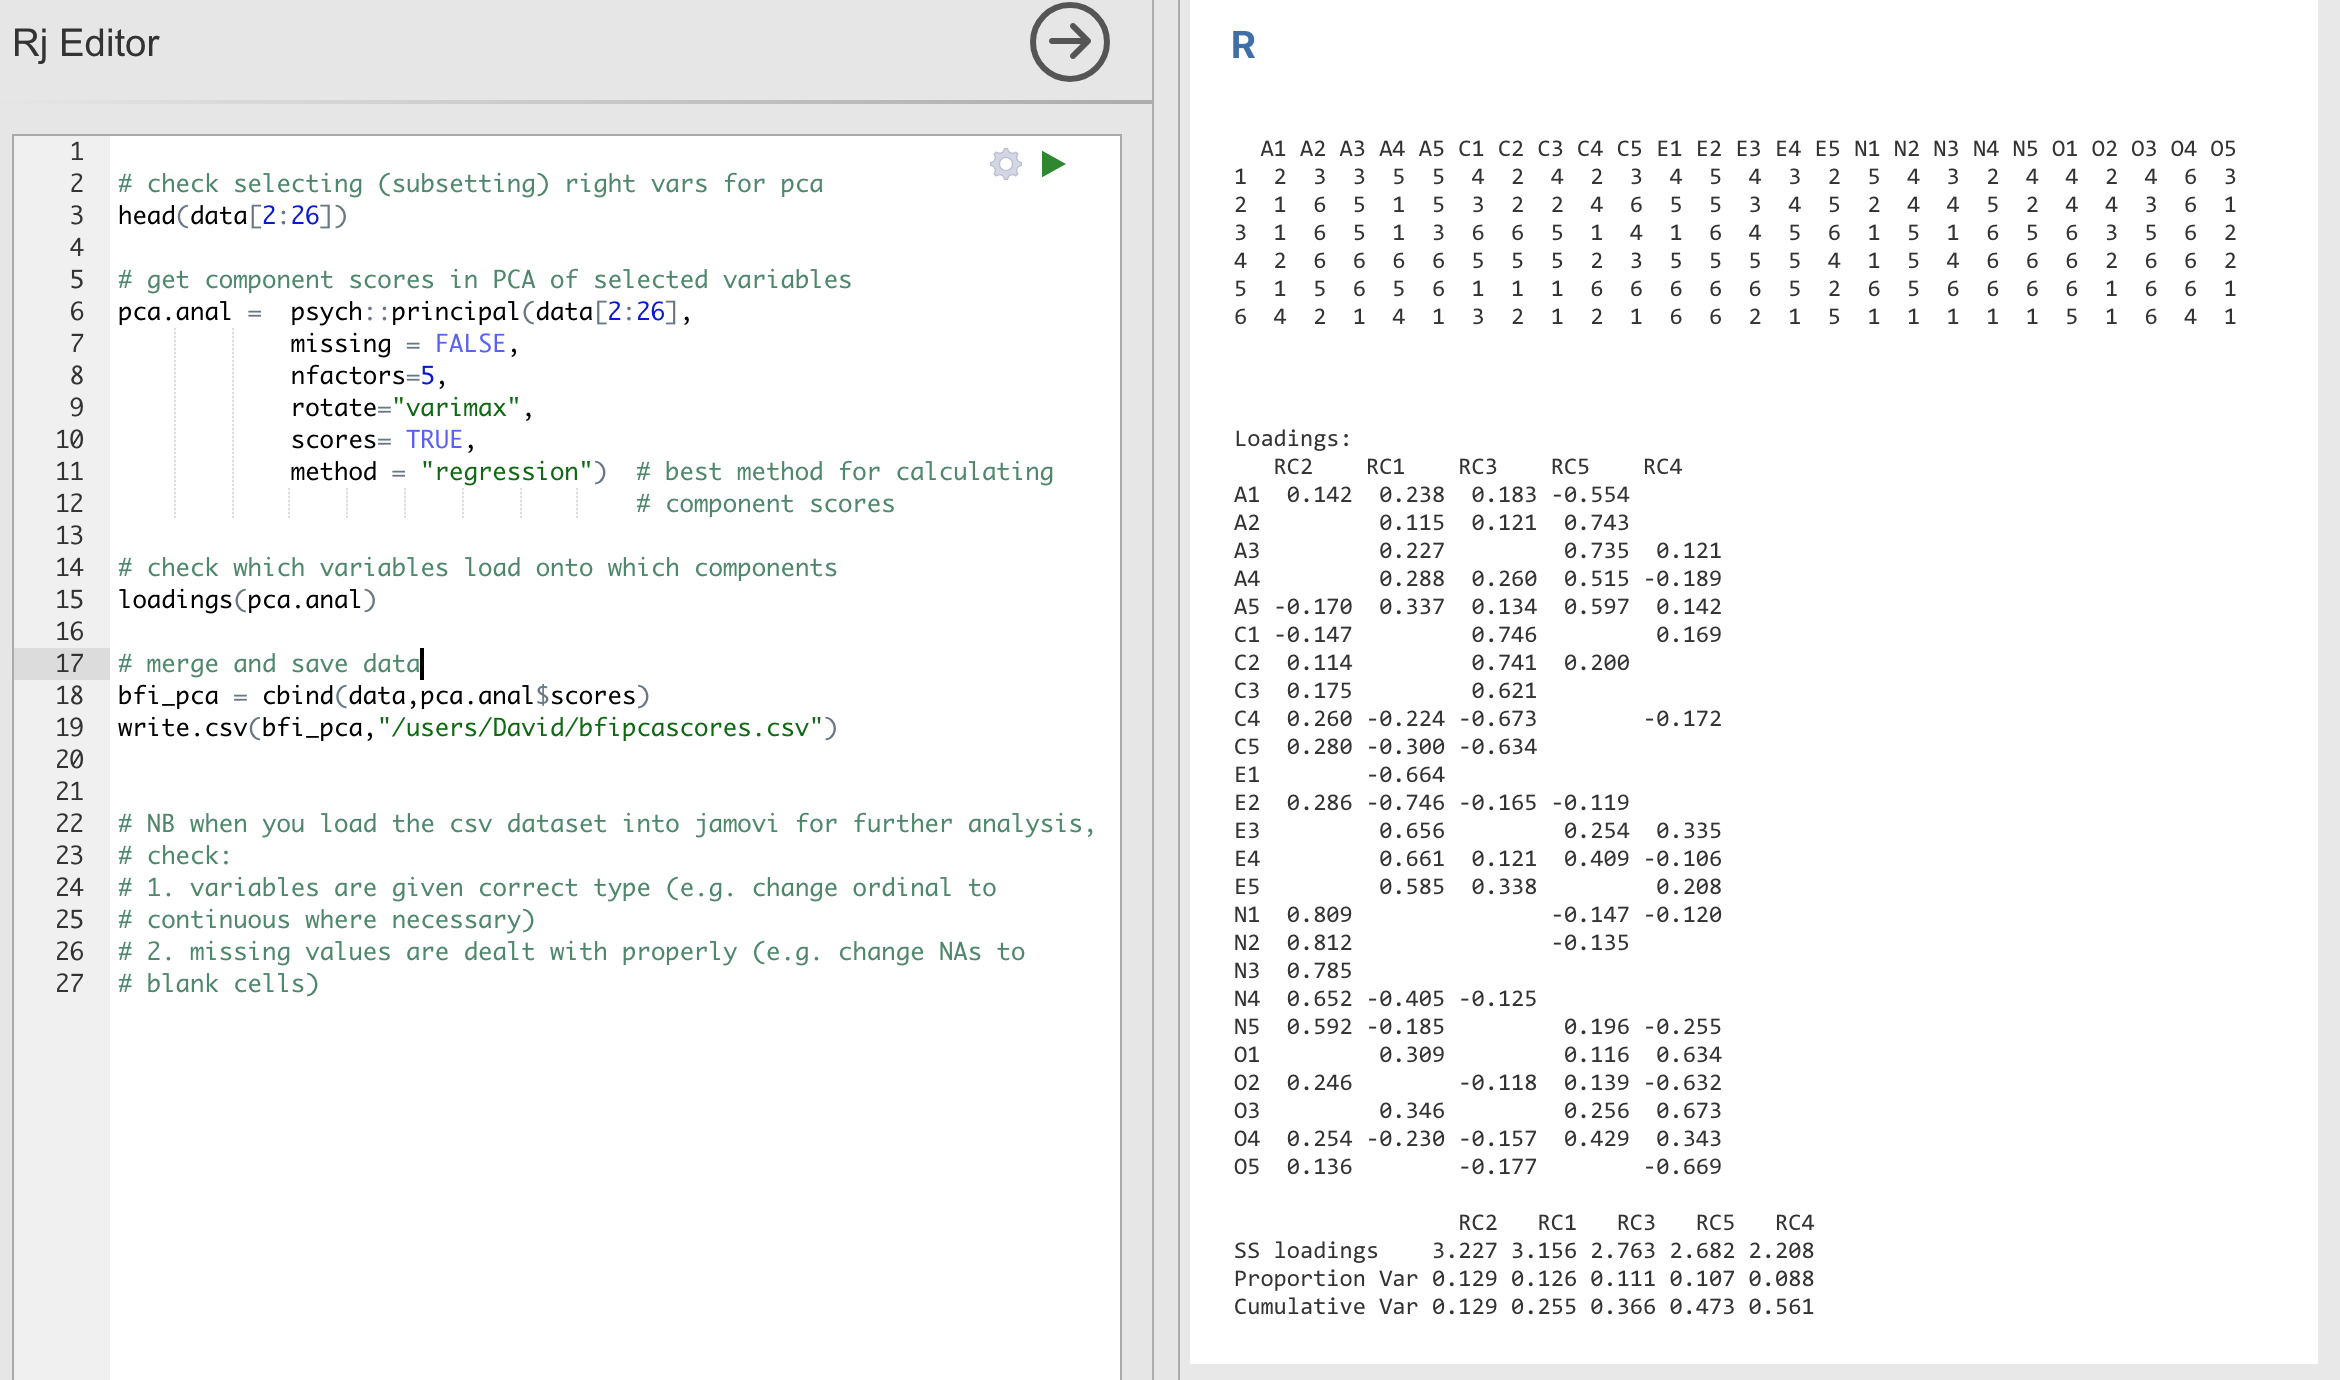 Rj Editor
1
2 # check selecting (subsetting) right vars for pca
3 head(data[2:26])
4
5 # get component scores in PCA of selected variables
6 pca.anal =  psych::principal(data[2:26],
7             missing = FALSE,
8             nfactors=5,
9             rotate="varimax",
10             scores= TRUE,
11             method = "regression")  # best method for calculating
12                                     # component scores
13
14 # check which variables load onto which components
15 loadings(pca.anal)
16
17 # merge and save data
18 bfi_pca = cbind(data,pca.anal$scores)
19 write.csv(bfi_pca,"/users/David/bfipcascores.csv")
20
21
22 # NB when you load the csv dataset into jamovi for further analysis,
23 # check:
24 # 1. variables are given correct type (e.g. change ordinal to
25 # continuous where necessary)
26 # 2. missing values are dealt with properly (e.g. change NAs to
27 # blank cells)
R
  A1 A2 A3 A4 A5 C1 C2 C3 C4 C5 E1 E2 E3 E4 E5 N1 N2 N3 N4 N5 O1 O2 O3 O4 O5
1  2  3  3  5  5  4  2  4  2  3  4  5  4  3  2  5  4  3  2  4  4  2  4  6  3
2  1  6  5  1  5  3  2  2  4  6  5  5  3  4  5  2  4  4  5  2  4  4  3  6  1
3  1  6  5  1  3  6  6  5  1  4  1  6  4  5  6  1  5  1  6  5  6  3  5  6  2
4  2  6  6  6  6  5  5  5  2  3  5  5  5  5  4  1  5  4  6  6  6  2  6  6  2
5  1  5  6  5  6  1  1  1  6  6  6  6  6  5  2  6  5  6  6  6  6  1  6  6  1
6  4  2  1  4  1  3  2  1  2  1  6  6  2  1  5  1  1  1  1  1  5  1  6  4  1
Loadings:
   RC2    RC1    RC3    RC5    RC4
A1  0.142  0.238  0.183 -0.554
A2         0.115  0.121  0.743
A3         0.227         0.735  0.121
A4         0.288  0.260  0.515 -0.189
A5 -0.170  0.337  0.134  0.597  0.142
C1 -0.147         0.746         0.169
C2  0.114         0.741  0.200
C3  0.175         0.621
C4  0.260 -0.224 -0.673        -0.172
C5  0.280 -0.300 -0.634
E1        -0.664
E2  0.286 -0.746 -0.165 -0.119
E3         0.656         0.254  0.335
E4         0.661  0.121  0.409 -0.106
E5         0.585  0.338         0.208
N1  0.809               -0.147 -0.120
N2  0.812               -0.135
N3  0.785
N4  0.652 -0.405 -0.125
N5  0.592 -0.185         0.196 -0.255
O1         0.309         0.116  0.634
O2  0.246        -0.118  0.139 -0.632
O3         0.346         0.256  0.673
O4  0.254 -0.230 -0.157  0.429  0.343
O5  0.136        -0.177        -0.669
                 RC2   RC1   RC3   RC5   RC4
SS loadings    3.227 3.156 2.763 2.682 2.208
Proportion Var 0.129 0.126 0.111 0.107 0.088
Cumulative Var 0.129 0.255 0.366 0.473 0.561